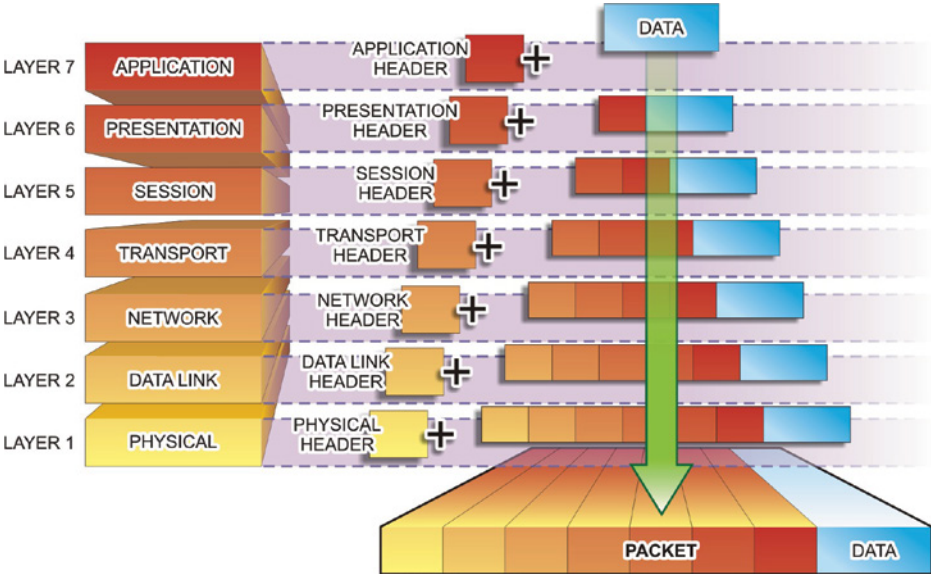 DATA
LAYER 7
APPLICATION
APPLICATION
HEADER
+
LAYER 6
PRESENTATION
PRESENTATION
HEADER
+
LAYER 5
SESSION
SESSION
HEADER
+
LAYER 4
TRANSPORT
TRANSPORT
HEADER
+
LAYER 3
NETWORK
NETWORK
HEADER
+
LAYER 2
DATA LINK
DATA LINK
HEADER
+
LAYER 1
PHYSICAL
PHYSICAL
HEADER
+
PACKET
DATA